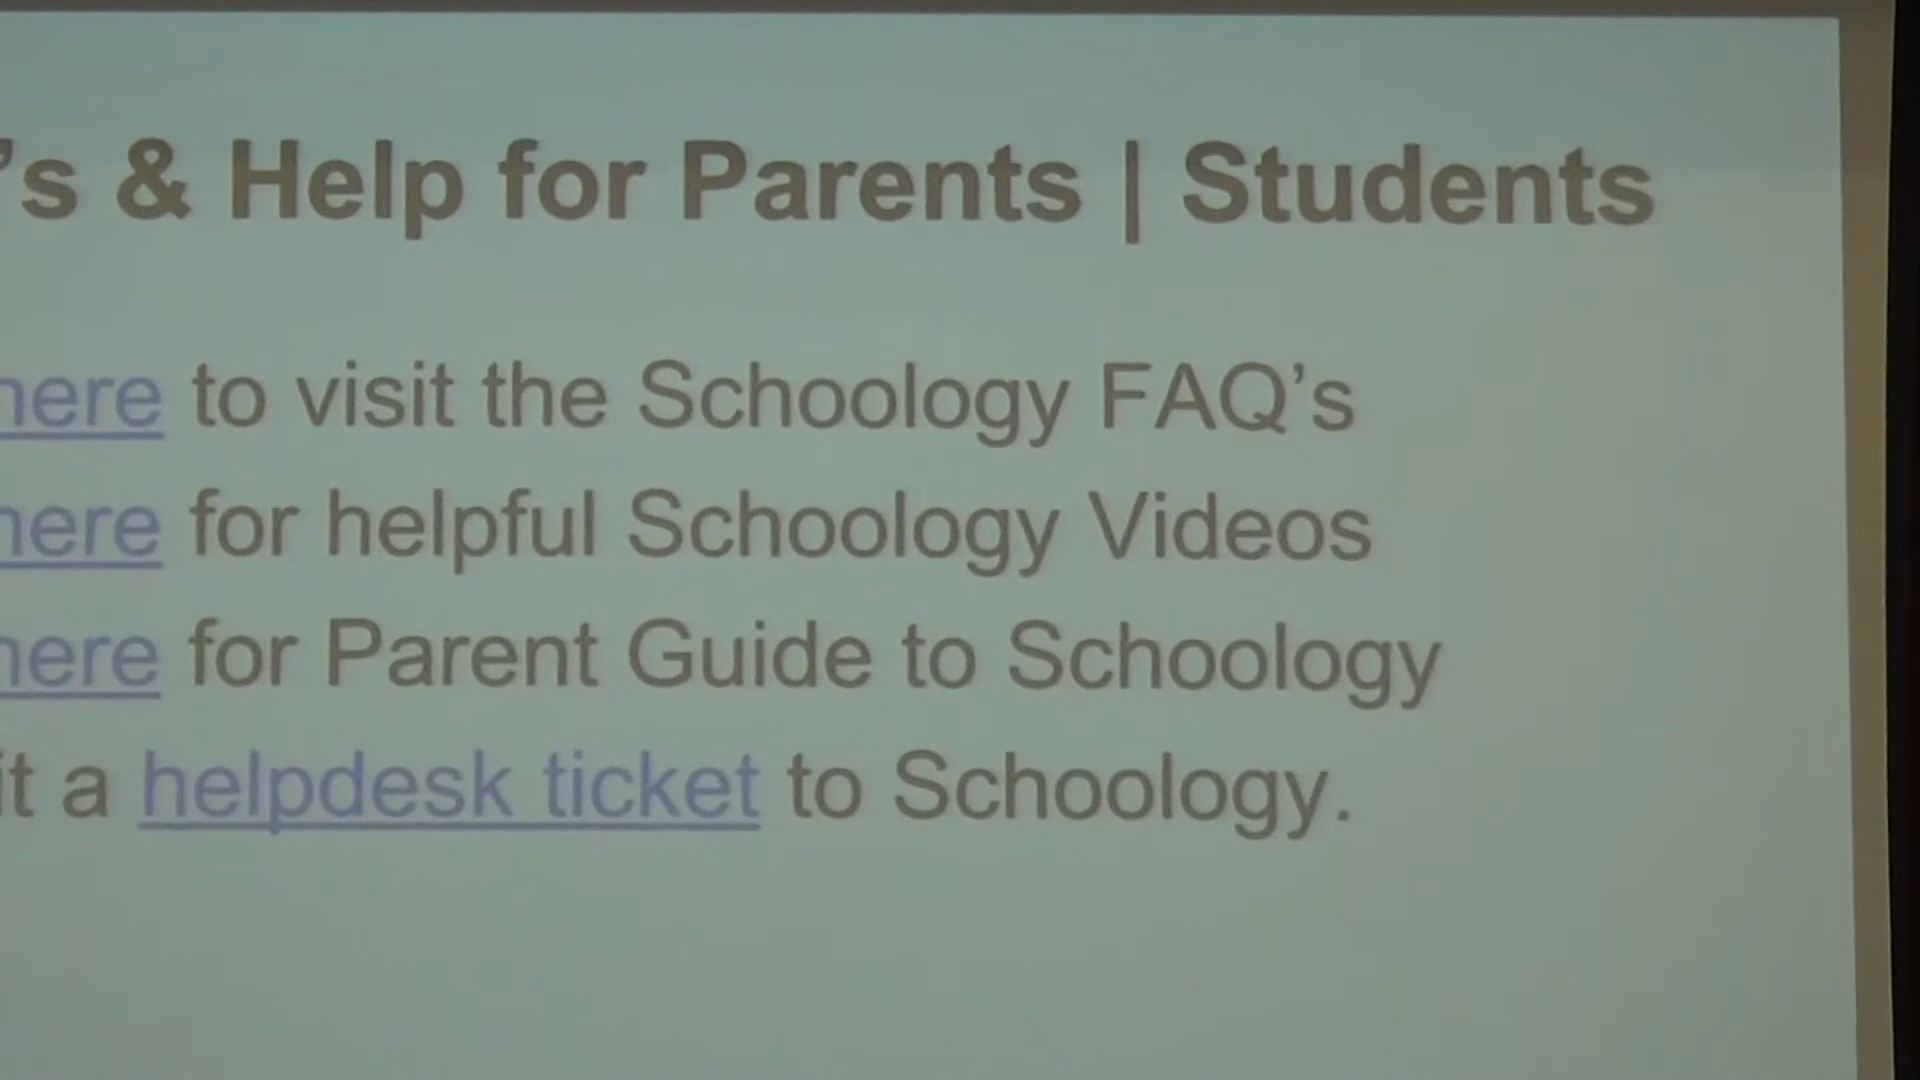 's & Help for Parents | Students
here to visit the Schoology FAQ's
here for helpful Schoology Videos
here for Parent Guide to Schoology
it a helpdesk ticket to Schoology.